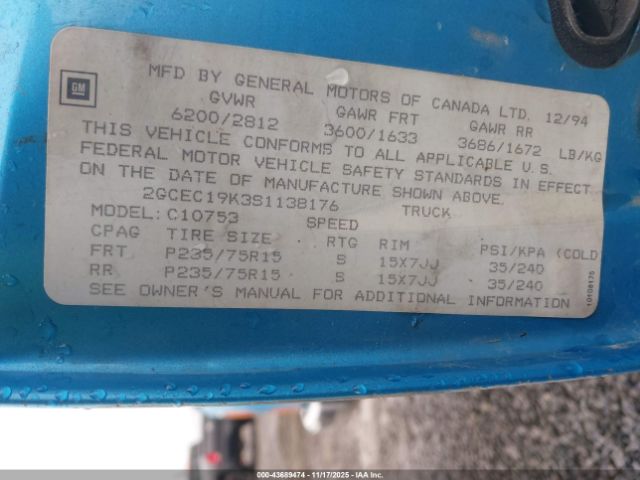 GM
MFD BY GENERAL MOTORS OF CANADA LTD. 12/94
GVWR GAWR FRT GAWR RR
6200/2812 3600/1633 3686/1672 LB/KG
THIS VEHICLE CONFORMS TO ALL APPLICABLE U.S.
FEDERAL MOTOR VEHICLE SAFETY STANDARDS IN EFFECT
ON THE DATE OF MANUFACTURE SHOWN ABOVE.
2GCEC19K3S1138176 TRUCK
MODEL: C10753 SPEED
CPAG TIRE SIZE RTG RIM PSI/KPA (COLD
FRT P235/75R15 S 15X7JJ 35/240
RR P235/75R15 S 15X7JJ 35/240
SEE OWNER'S MANUAL FOR ADDITIONAL INFORMATION
000-43689474 — 11/17/2025 — A COPART